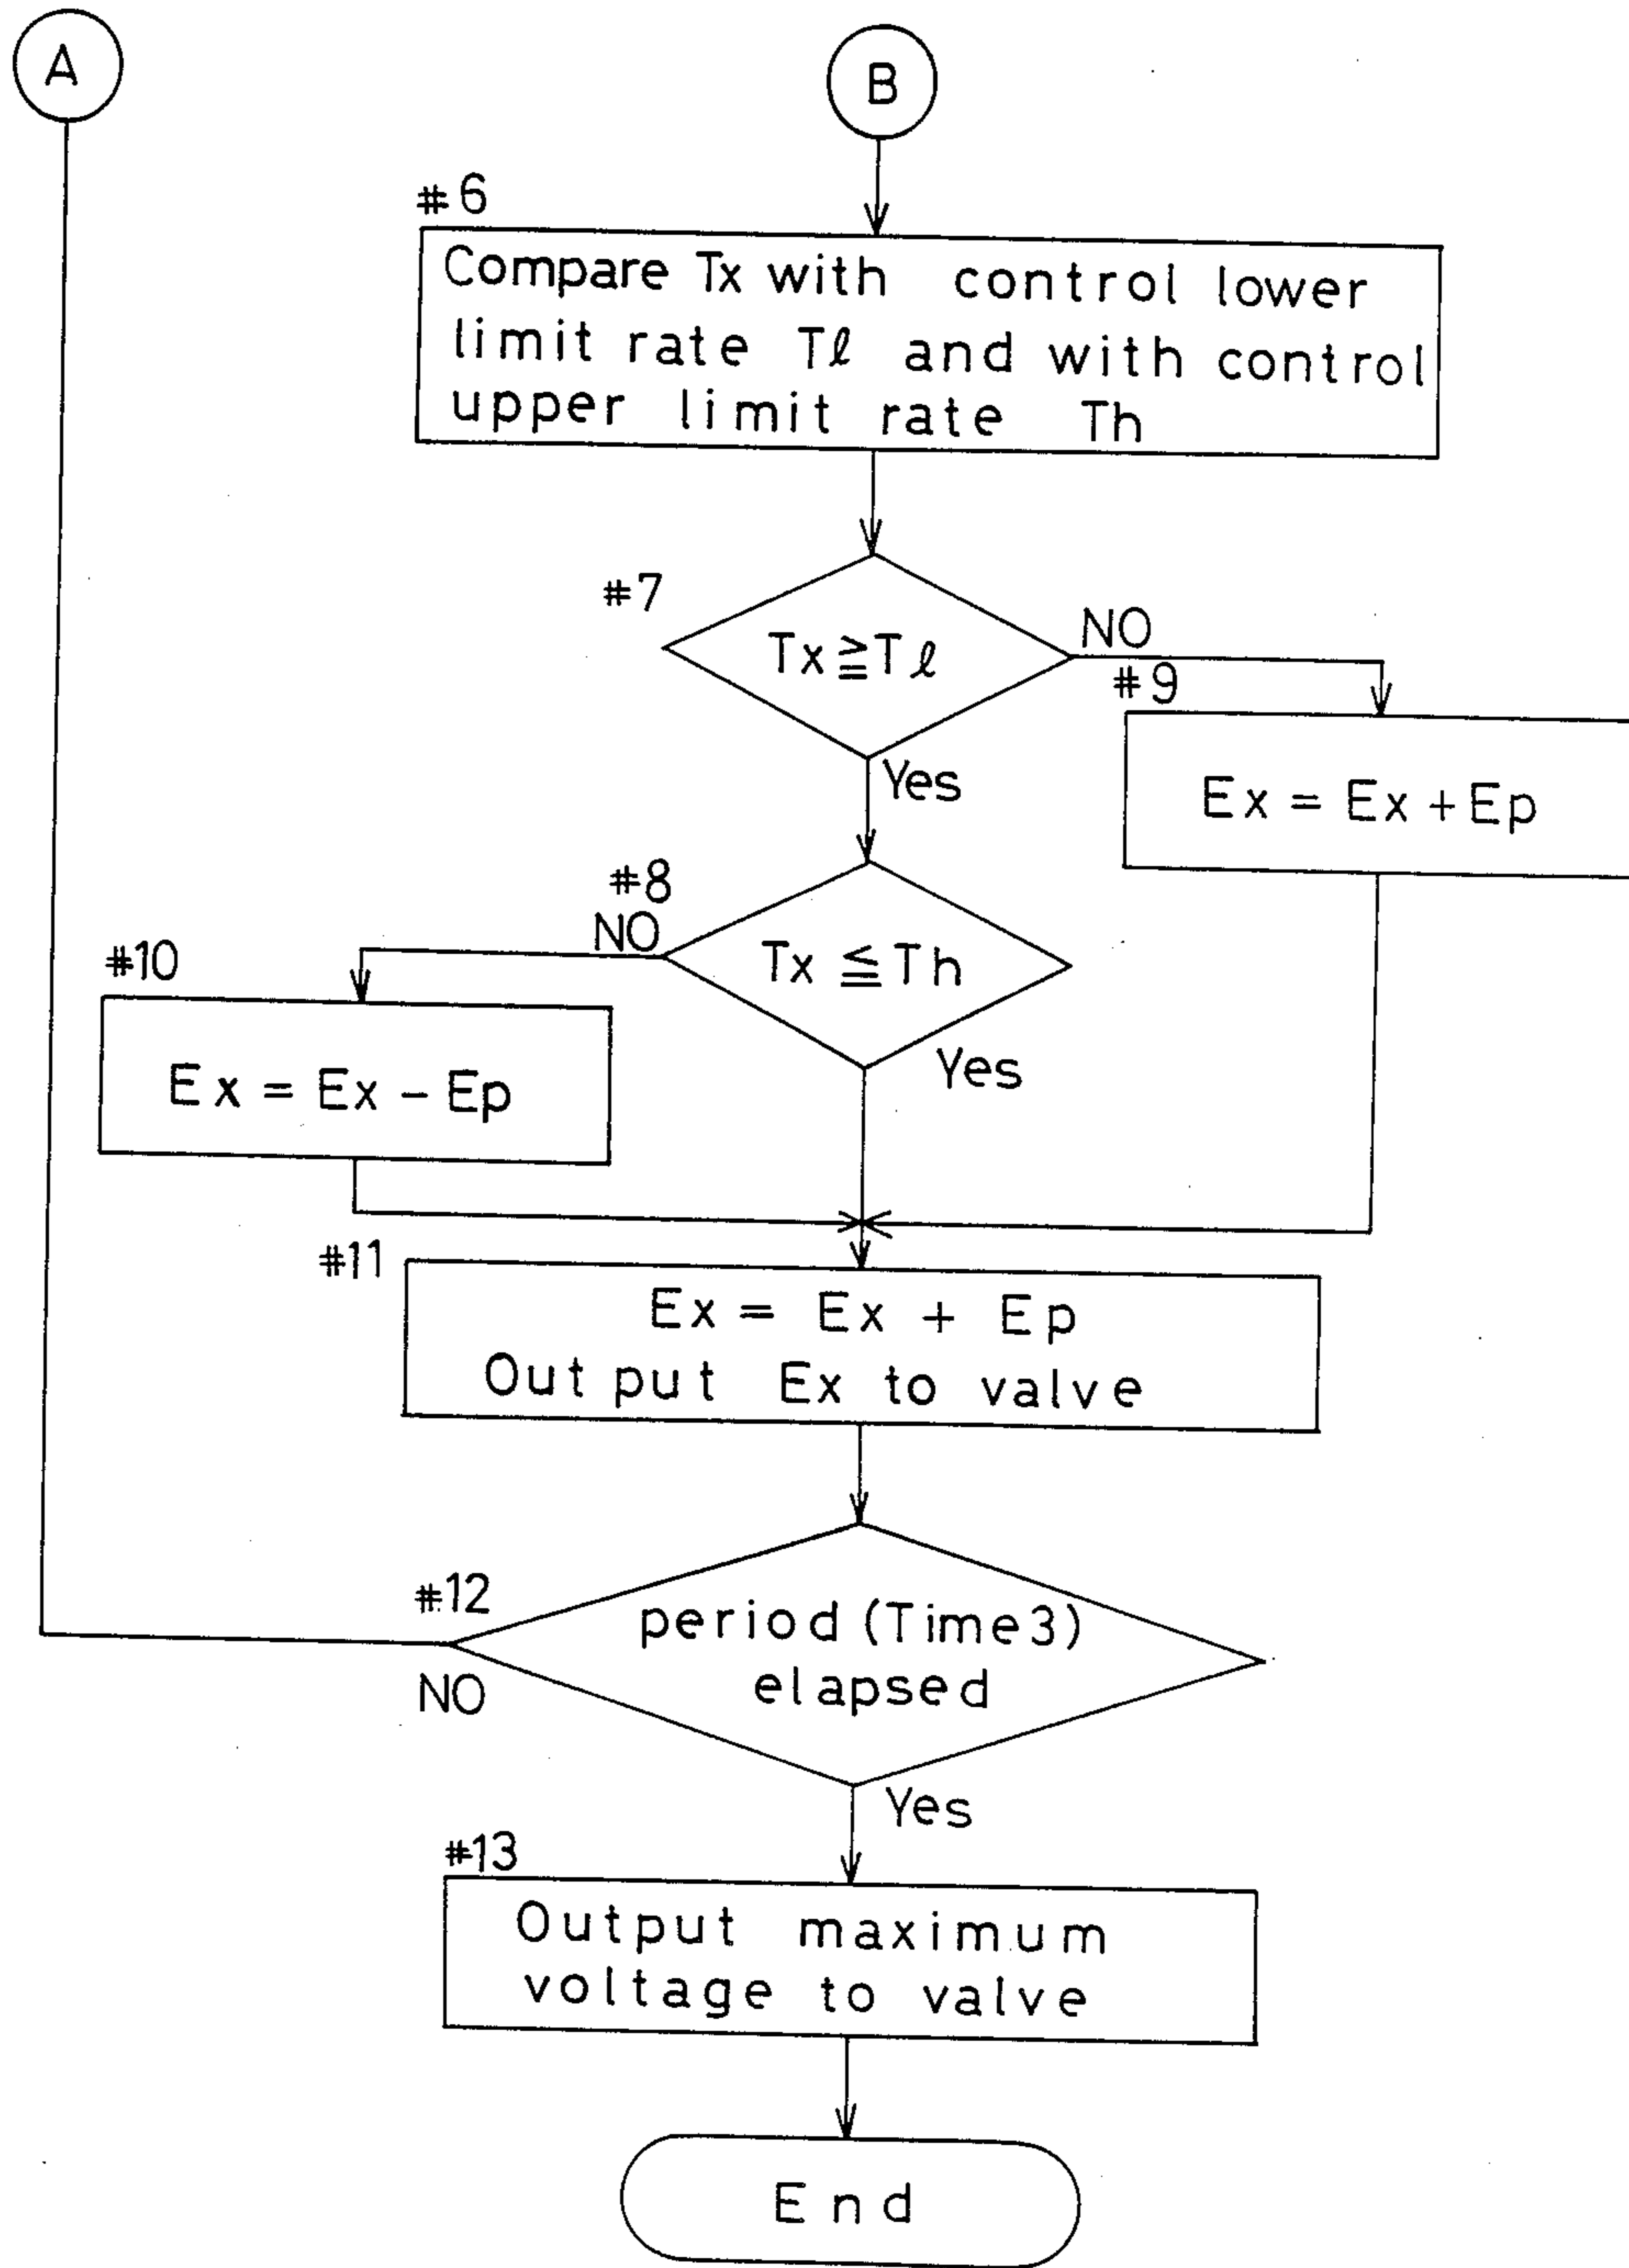 A
B
#6
Compare Tx with control lower
limit rate Tℓ and with control
upper limit rate Th
#7
Tx≧Tℓ
NO
#9
Yes
Ex = Ex + Ep
#8
NO
Tx ≦ Th
#10
Yes
Ex = Ex - Ep
#11
Ex = Ex + Ep
Output Ex to valve
#12
period (Time3)
elapsed
NO
Yes
#13
Output maximum
voltage to valve
End